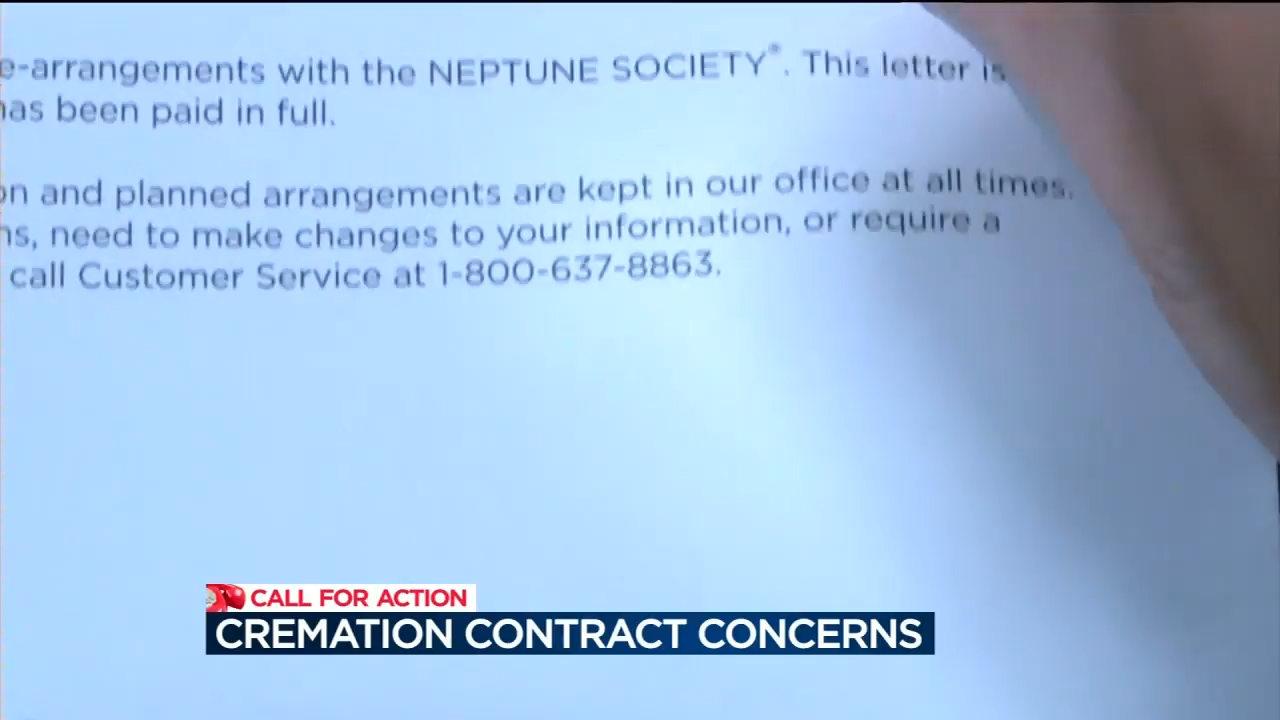 e-arrangements with the NEPTUNE SOCIETY®. This letter is
has been paid in full.
on and planned arrangements are kept in our office at all times.
ns, need to make changes to your information, or require a
call Customer Service at 1-800-637-8863.
CALL FOR ACTION
CREMATION CONTRACT CONCERNS